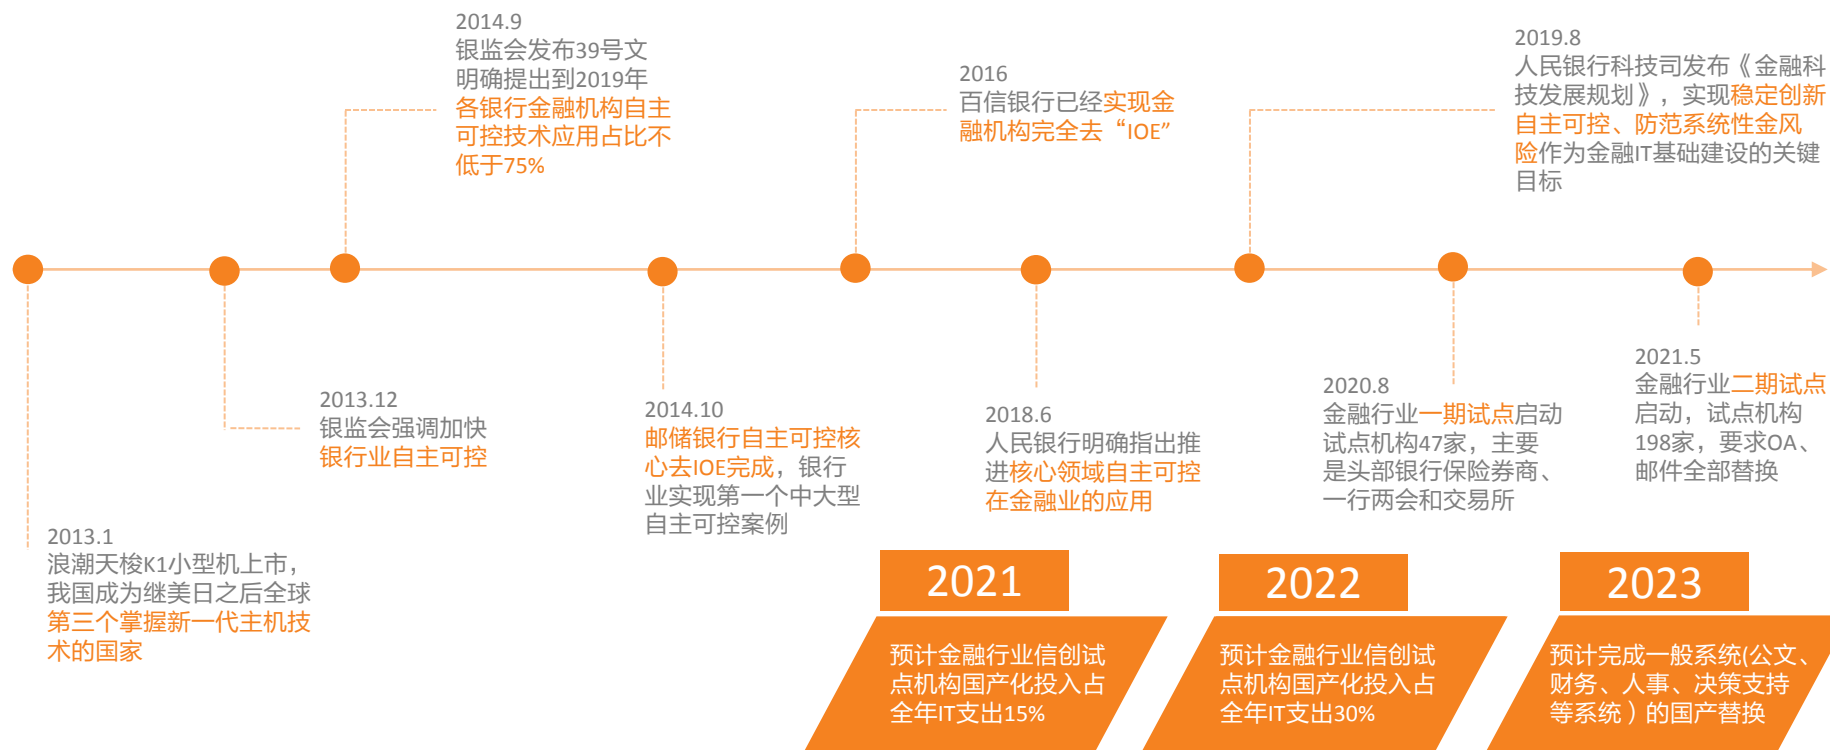 2014.9
银监会发布39号文
明确提出到2019年
各银行金融机构自主
可控技术应用占比不
低于75%
2016
百信银行已经实现金
融机构完全去“IOE”
2019.8
人民银行科技司发布《金融科
技发展规划》，实现稳定创新
自主可控、防范系统性金风
险作为金融IT基础建设的关键
目标
2013.1
浪潮天梭K1小型机上市，
我国成为继美日之后全球
第三个掌握新一代主机技
术的国家
2013.12
银监会强调加快
银行业自主可控
2014.10
邮储银行自主可控核
心去IOE完成，银行
业实现第一个中大型
自主可控案例
2018.6
人民银行明确指出推
进核心领域自主可控
在金融业的应用
2020.8
金融行业一期试点启动
试点机构47家，主要
是头部银行保险券商、
一行两会和交易所
2021.5
金融行业二期试点
启动，试点机构
198家，要求OA、
邮件全部替换
2021
预计金融行业信创试
点机构国产化投入占
全年IT支出15%
2022
预计金融行业信创试
点机构国产化投入占
全年IT支出30%
2023
预计完成一般系统(公文、
财务、人事、决策支持
等系统）的国产替换